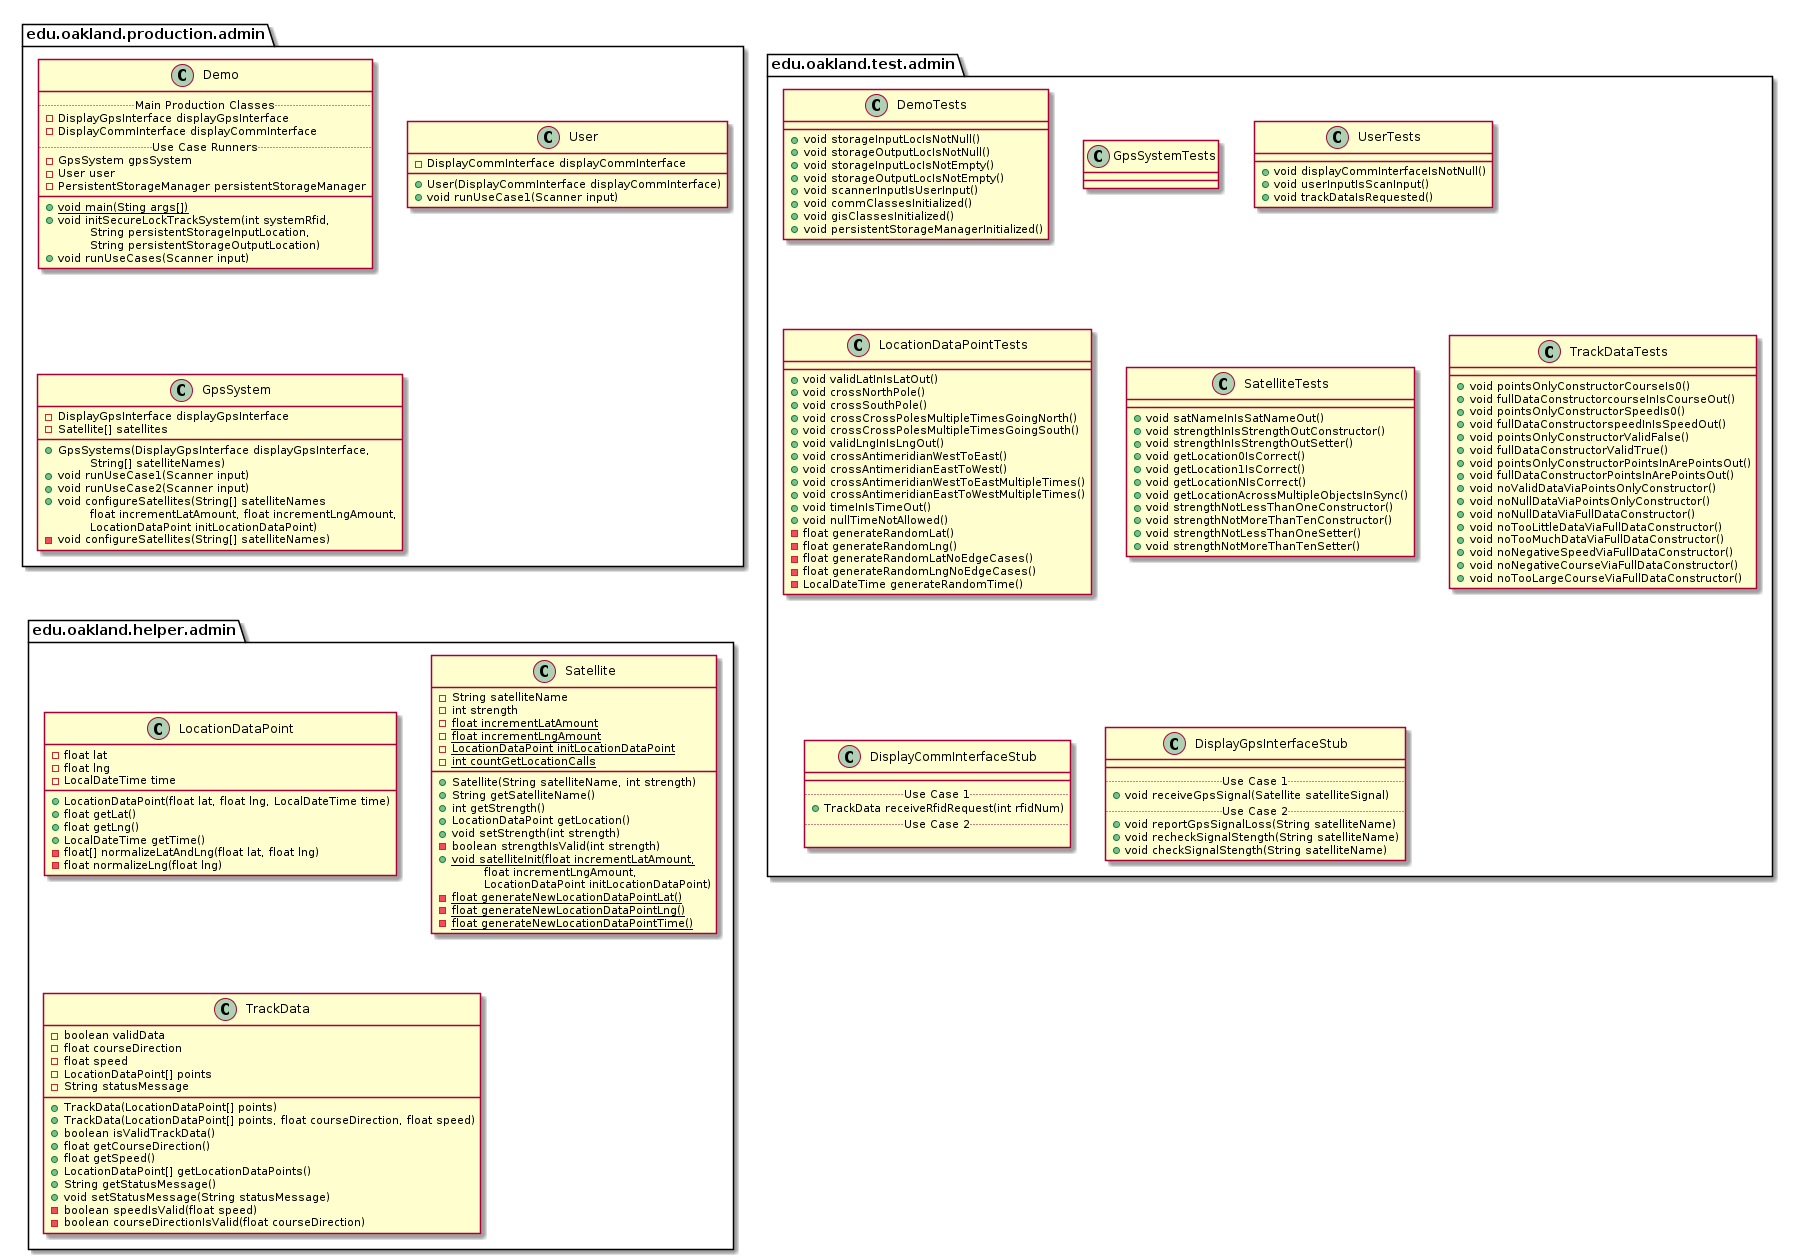 edu.oakland.production.admin
C Demo
Main Production Classes
DisplayGpsInterface displayGpsInterface
DisplayCommInterface displayCommInterface
Use Case Runners
GpsSystem gpsSystem
User user
PersistentStorageManager persistentStorageManager
void main(Sting args[])
void initSecureLockTrackSystem(int systemRfid,
String persistentStorageInputLocation,
String persistentStorageOutputLocation)
void runUseCases(Scanner input)
C User
DisplayCommInterface displayCommInterface
User(DisplayCommInterface displayCommInterface)
void runUseCase1(Scanner input)
C GpsSystem
DisplayGpsInterface displayGpsInterface
Satellite[] satellites
GpsSystems(DisplayGpsInterface displayGpsInterface,
String[] satelliteNames)
void runUseCase1(Scanner input)
void runUseCase2(Scanner input)
void configureSatellites(String[] satelliteNames
float incrementLatAmount, float incrementLngAmount,
LocationDataPoint initLocationDataPoint)
void configureSatellites(String[] satelliteNames)
edu.oakland.test.admin
C DemoTests
void storageInputLocIsNotNull()
void storageOutputLocIsNotNull()
void storageInputLocIsNotEmpty()
void storageOutputLocIsNotEmpty()
void scannerInputIsUserInput()
void commClassesInitialized()
void gisClassesInitialized()
void persistentStorageManagerInitialized()
C GpsSystemTests
C UserTests
void displayCommInterfaceIsNotNull()
void userInputIsScanInput()
void trackDataIsRequested()
C LocationDataPointTests
void validLatInIsLatOut()
void crossNorthPole()
void crossSouthPole()
void crossCrossPolesMultipleTimesGoingNorth()
void crossCrossPolesMultipleTimesGoingSouth()
void validLngInIsLngOut()
void crossAntimeridianWestToEast()
void crossAntimeridianEastToWest()
void crossAntimeridianWestToEastMultipleTimes()
void crossAntimeridianEastToWestMultipleTimes()
void timeInIsTimeOut()
void nullTimeNotAllowed()
float generateRandomLat()
float generateRandomLng()
float generateRandomLatNoEdgeCases()
float generateRandomLngNoEdgeCases()
LocalDateTime generateRandomTime()
C SatelliteTests
void satNameInIsSatNameOut()
void strengthInIsStrengthOutConstructor()
void strengthInIsStrengthOutSetter()
void getLocation0IsCorrect()
void getLocation1IsCorrect()
void getLocationNIsCorrect()
void getLocationAcrossMultipleObjectsInSync()
void strengthNotLessThanOneConstructor()
void strengthNotMoreThanTenConstructor()
void strengthNotLessThanOneSetter()
void strengthNotMoreThanTenSetter()
C TrackDataTests
void pointsOnlyConstructorCourseIs0()
void fullDataConstructorcourseInIsCourseOut()
void pointsOnlyConstructorSpeedIs0()
void fullDataConstructorspeedInIsSpeedOut()
void pointsOnlyConstructorValidFalse()
void fullDataConstructorValidTrue()
void pointsOnlyConstructorPointsInArePointsOut()
void fullDataConstructorPointsInArePointsOut()
void noValidDataViaPointsOnlyConstructor()
void noNullDataViaPointsOnlyConstructor()
void noNullDataViaFullDataConstructor()
void noTooLittleDataViaFullDataConstructor()
void noTooMuchDataViaFullDataConstructor()
void noNegativeSpeedViaFullDataConstructor()
void noNegativeCourseViaFullDataConstructor()
void noTooLargeCourseViaFullDataConstructor()
C DisplayCommInterfaceStub
Use Case 1
TrackData receiveRfidRequest(int rfidNum)
Use Case 2
C DisplayGpsInterfaceStub
Use Case 1
void receiveGpsSignal(Satellite satelliteSignal)
Use Case 2
void reportGpsSignalLoss(String satelliteName)
void recheckSignalStength(String satelliteName)
void checkSignalStength(String satelliteName)
edu.oakland.helper.admin
C LocationDataPoint
float lat
float lng
LocalDateTime time
LocationDataPoint(float lat, float lng, LocalDateTime time)
float getLat()
float getLng()
LocalDateTime getTime()
float[] normalizeLatAndLng(float lat, float lng)
float normalizeLng(float lng)
C Satellite
String satelliteName
int strength
float incrementLatAmount
float incrementLngAmount
LocationDataPoint initLocationDataPoint
int countGetLocationCalls
Satellite(String satelliteName, int strength)
String getSatelliteName()
int getStrength()
LocationDataPoint getLocation()
void setStrength(int strength)
boolean strengthIsValid(int strength)
void satelliteInit(float incrementLatAmount,
float incrementLngAmount,
LocationDataPoint initLocationDataPoint)
float generateNewLocationDataPointLat()
float generateNewLocationDataPointLng()
float generateNewLocationDataPointTime()
C TrackData
boolean validData
float courseDirection
float speed
LocationDataPoint[] points
String statusMessage
TrackData(LocationDataPoint[] points)
TrackData(LocationDataPoint[] points, float courseDirection, float speed)
boolean isValidTrackData()
float getCourseDirection()
float getSpeed()
LocationDataPoint[] getLocationDataPoints()
String getStatusMessage()
void setStatusMessage(String statusMessage)
boolean speedIsValid(float speed)
boolean courseDirectionIsValid(float courseDirection)